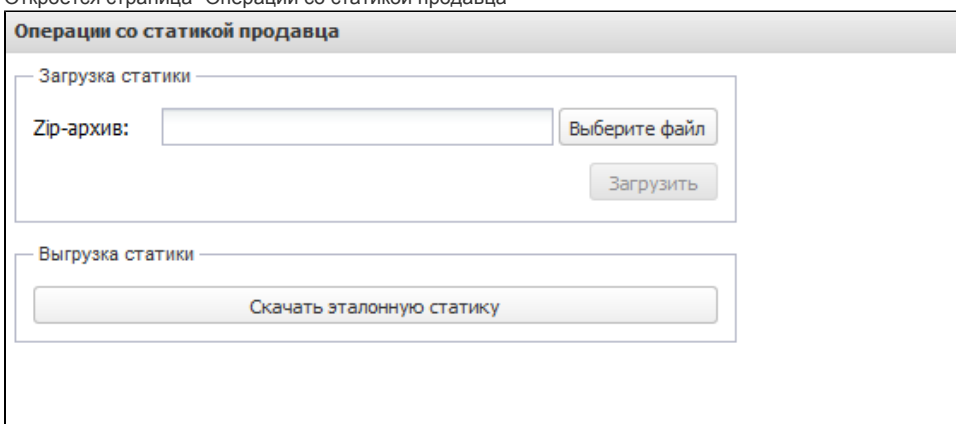 Откроется страница "Операции со статикой продавца"
Операции со статикой продавца
Загрузка статики
Zip-архив:
Выберите файл
Загрузить
Выгрузка статики
Скачать эталонную статику